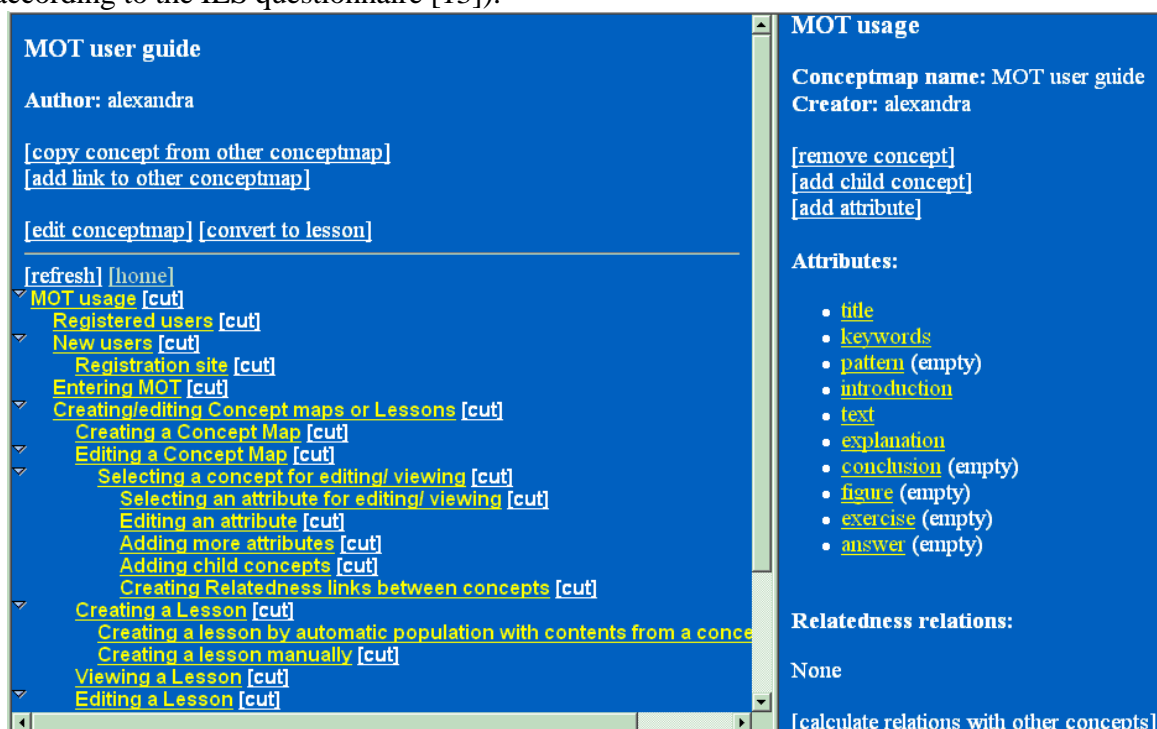 according to the ILS questionnaire [13]).
MOT user guide
Author: alexandra
[copy concept from other conceptmap]
[add link to other conceptmap]
[edit conceptmap] [convert to lesson]
[refresh] [home]
MOT usage [cut]
Registered users [cut]
New users [cut]
Registration site [cut]
Entering MOT [cut]
Creating/editing Concept maps or Lessons [cut]
Creating a Concept Map [cut]
Editing a Concept Map [cut]
Selecting a concept for editing/ viewing [cut]
Selecting an attribute for editing/ viewing [cut]
Editing an attribute [cut]
Adding more attributes [cut]
Adding child concepts [cut]
Creating Relatedness links between concepts [cut]
Creating a Lesson [cut]
Creating a lesson by automatic population with contents from a conce
Creating a lesson manually [cut]
Viewing a Lesson [cut]
Editing a Lesson [cut]
MOT usage
Conceptmap name: MOT user guide
Creator: alexandra
[remove concept]
[add child concept]
[add attribute]
Attributes:
title
keywords
pattern (empty)
introduction
text
explanation
conclusion (empty)
figure (empty)
exercise (empty)
answer (empty)
Relatedness relations:
None
[calculate relations with other concepts]